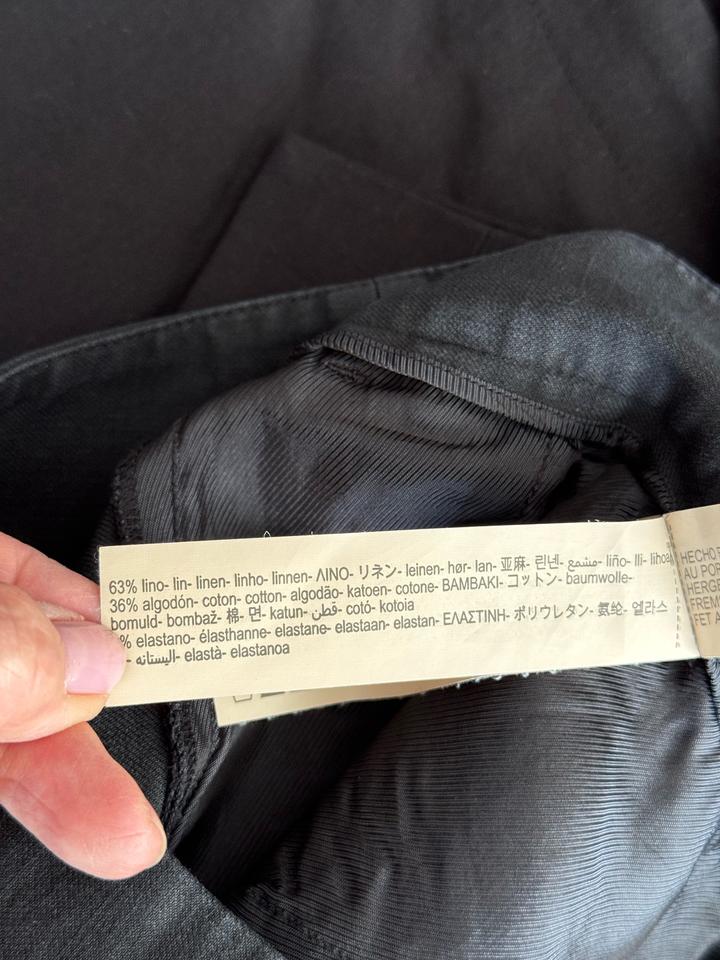 63% lino- lin- linen- linho- linnen- ΛΙΝΟ- リネン- leinen- hør- lan- 亚麻- 린넨- مشمع- liño- lli- lihoa
36% algodón- coton- cotton- algodão- katoen- cotone- BAMBAKI- コットン- baumwolle-
bomuld- bombaž- 棉- 면- katun- قطن- cotó- kotoia
% elastano- élasthanne- elastane- elastaan- elastan- ΕΛΑΣΤΙΝΗ- ポリウレタン- 氨纶- 엘라스
- اليستانه- elastà- elastanoa
HECHO
AU POR
HERGE
FREM
FET A